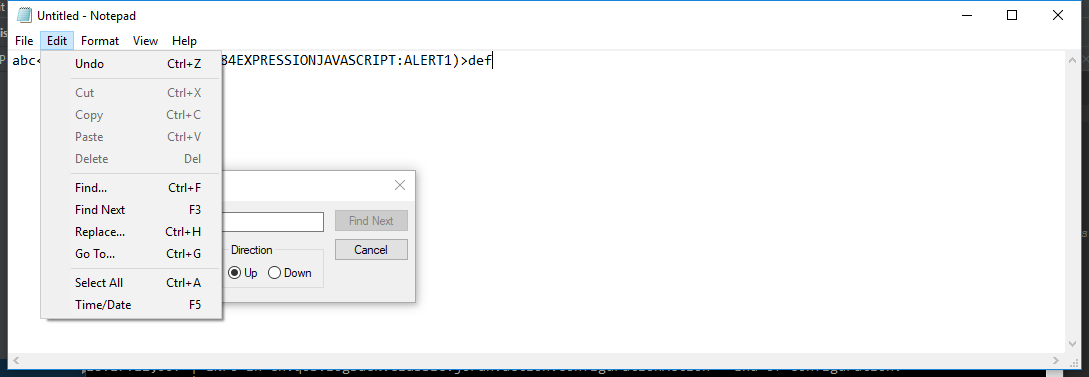 Untitled - Notepad
File Edit Format View Help
abc< 84EXPRESSIONJAVASCRIPT:ALERT1)>def
Undo Ctrl+Z
Cut Ctrl+X
Copy Ctrl+C
Paste Ctrl+V
Delete Del
Find... Ctrl+F
Find Next F3
Replace... Ctrl+H
Go To... Ctrl+G
Select All Ctrl+A
Time/Date F5
Find Next
Cancel
Direction
Up Down